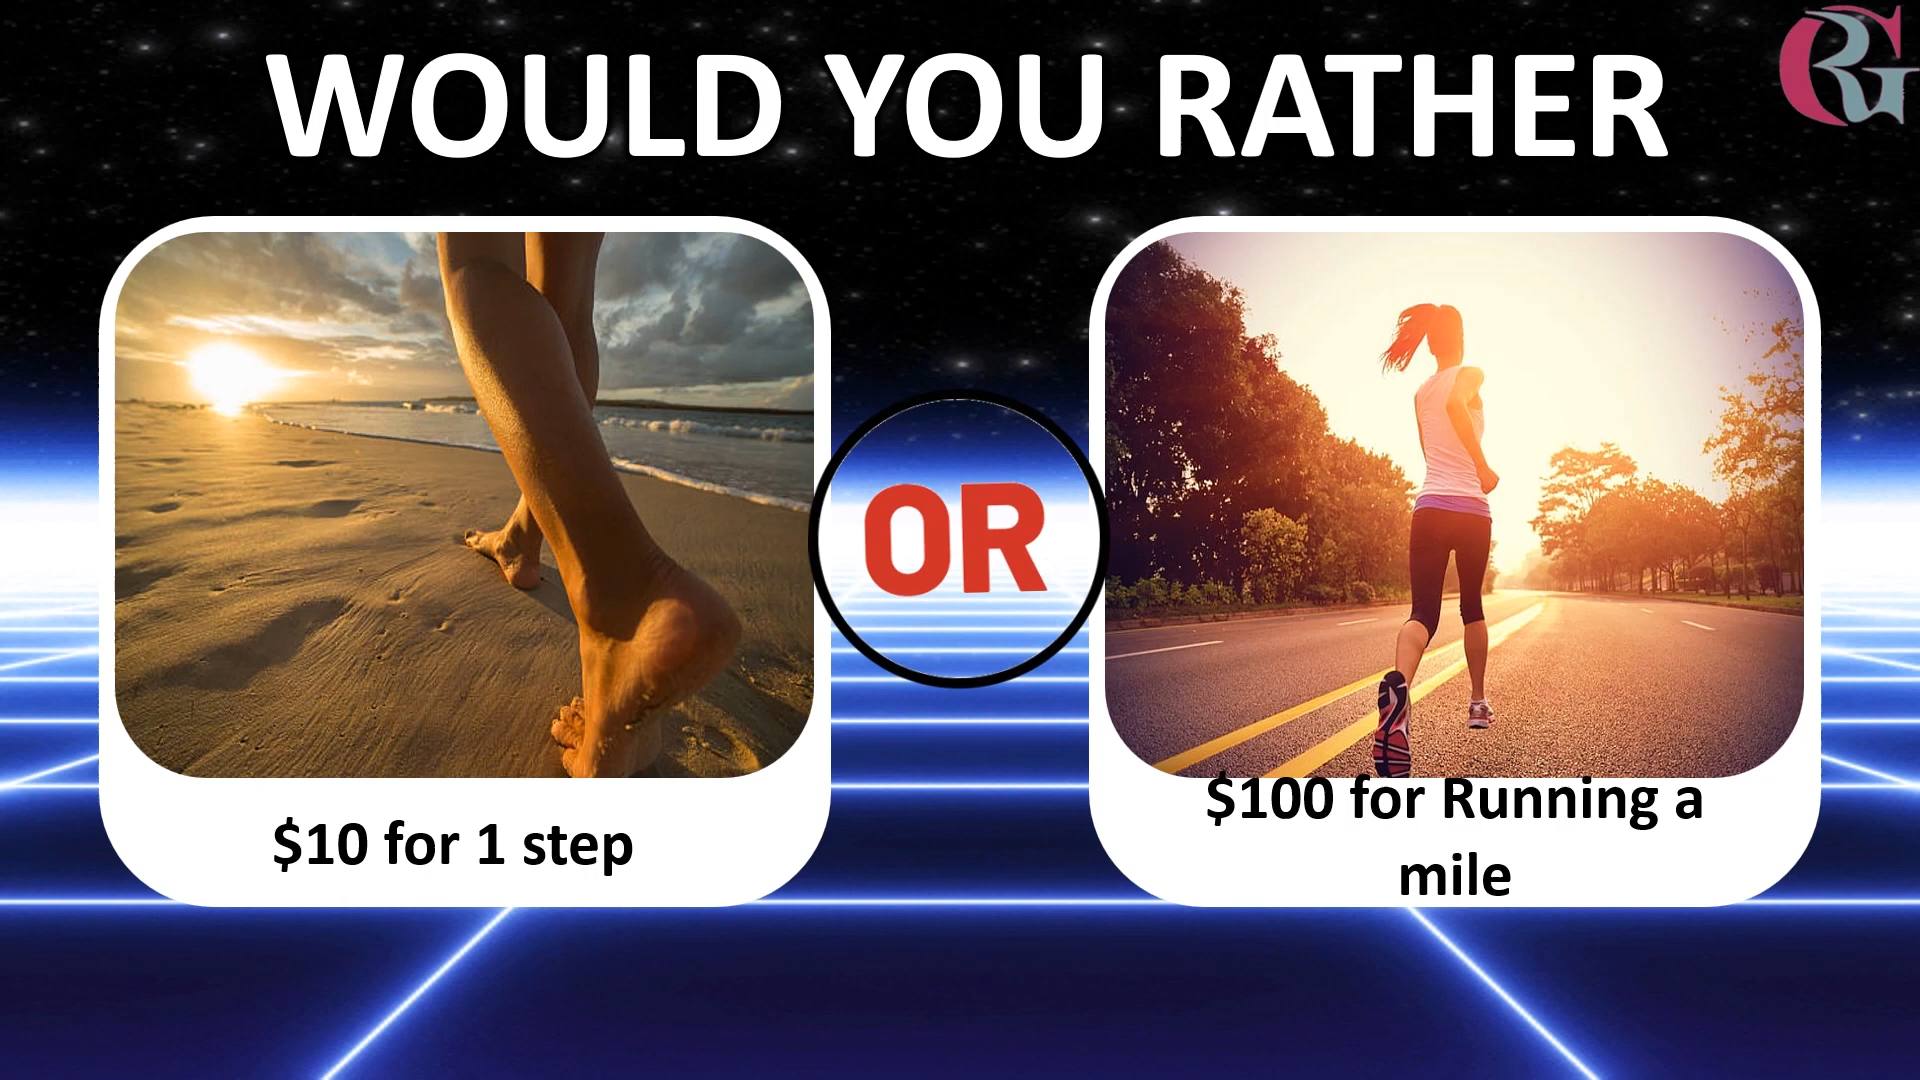 WOULD YOU RATHER
OR
$10 for 1 step
$100 for Running a
mile